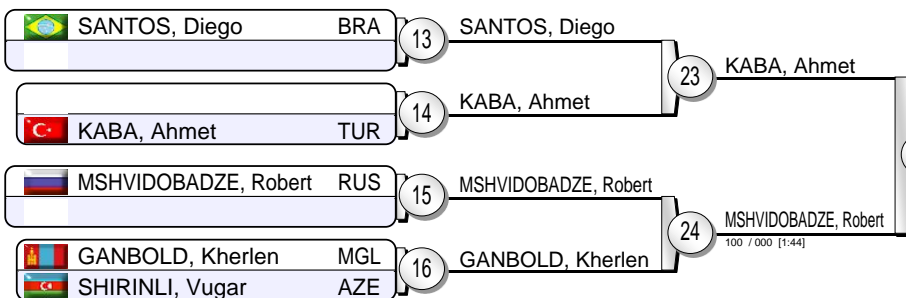 SANTOS, Diego BRA
13
SANTOS, Diego
23
KABA, Ahmet
KABA, Ahmet TUR
14
KABA, Ahmet
MSHVIDOBADZE, Robert RUS
15
MSHVIDOBADZE, Robert
24
MSHVIDOBADZE, Robert
100 / 000 [1:44]
GANBOLD, Kherlen MGL
SHIRINLI, Vugar AZE
16
GANBOLD, Kherlen